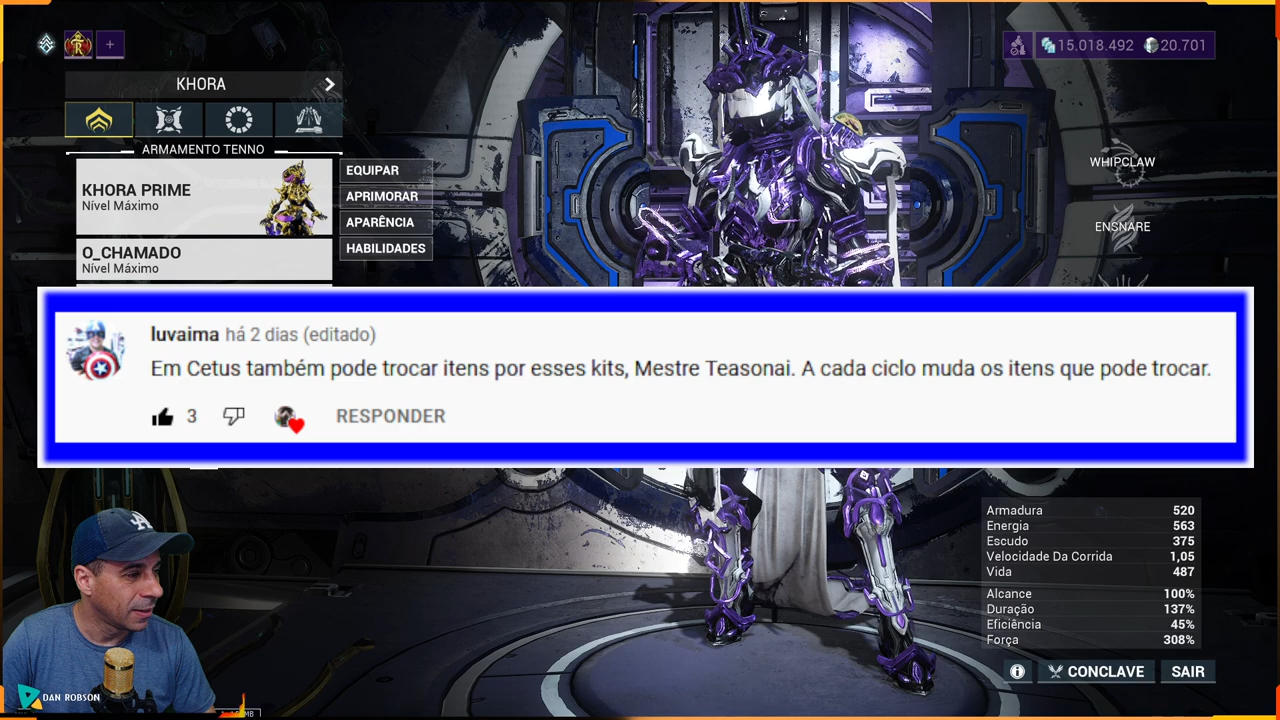 15.018.492 20.701
KHORA
ARMAMENTO TENNO
KHORA PRIME
Nível Máximo
EQUIPAR
APRIMORAR
APARÊNCIA
HABILIDADES
O_CHAMADO
Nível Máximo
WHIPCLAW
ENSNARE
luvaima há 2 dias (editado)
Em Cetus também pode trocar itens por esses kits, Mestre Teasonai. A cada ciclo muda os itens que pode trocar.
3 RESPONDER
Armadura 520
Energia 563
Escudo 375
Velocidade Da Corrida 1,05
Vida 487
Alcance 100%
Duração 137%
Eficiência 45%
Força 308%
CONCLAVE SAIR
DAN ROBSON